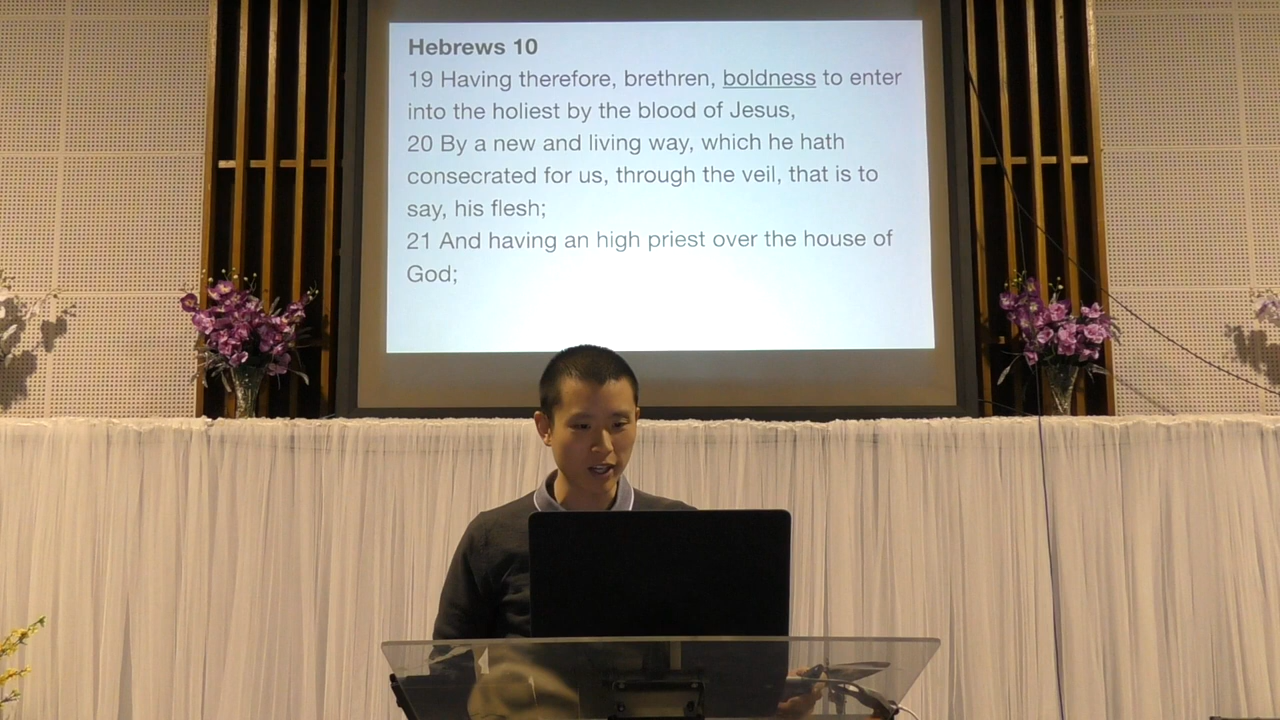 Hebrews 10
19 Having therefore, brethren, boldness to enter
into the holiest by the blood of Jesus,
20 By a new and living way, which he hath
consecrated for us, through the veil, that is to
say, his flesh;
21 And having an high priest over the house of
God;